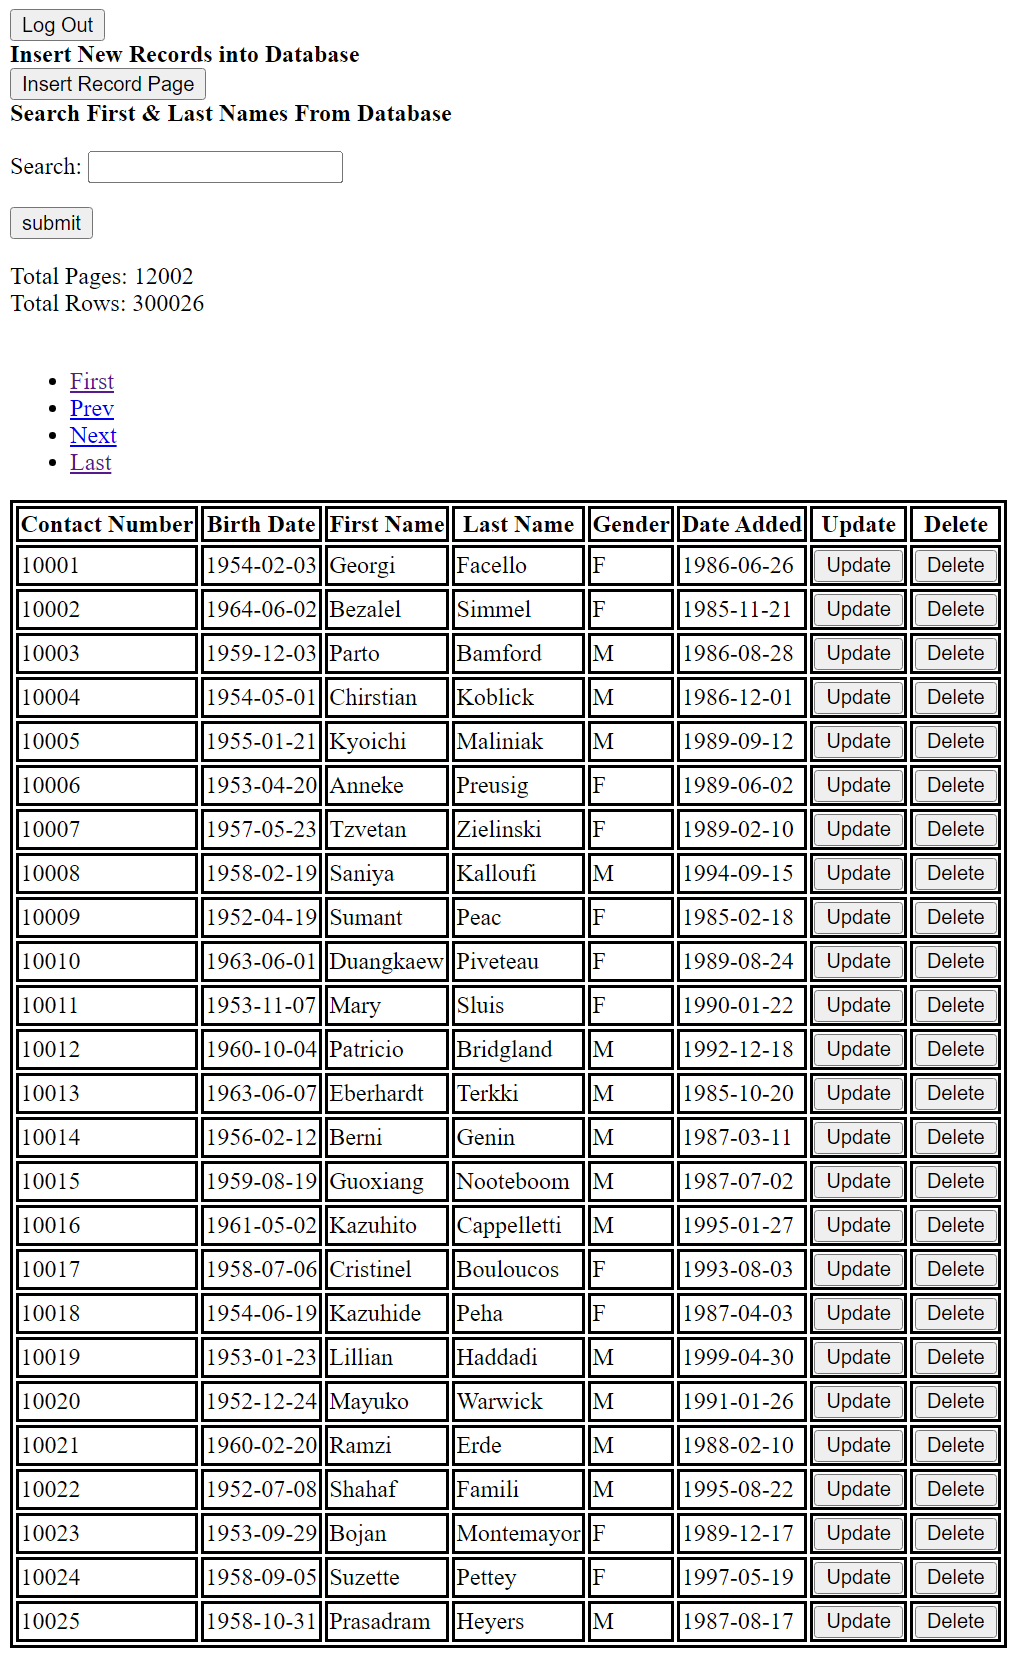 Log Out
Insert New Records into Database
Insert Record Page
Search First & Last Names From Database
Search:
submit
Total Pages: 12002
Total Rows: 300026
First
Prev
Next
Last
Contact Number Birth Date First Name Last Name Gender Date Added Update Delete
10001 1954-02-03 Georgi Facello F 1986-06-26 Update Delete
10002 1964-06-02 Bezalel Simmel F 1985-11-21 Update Delete
10003 1959-12-03 Parto Bamford M 1986-08-28 Update Delete
10004 1954-05-01 Chirstian Koblick M 1986-12-01 Update Delete
10005 1955-01-21 Kyoichi Maliniak M 1989-09-12 Update Delete
10006 1953-04-20 Anneke Preusig F 1989-06-02 Update Delete
10007 1957-05-23 Tzvetan Zielinski F 1989-02-10 Update Delete
10008 1958-02-19 Saniya Kalloufi M 1994-09-15 Update Delete
10009 1952-04-19 Sumant Peac F 1985-02-18 Update Delete
10010 1963-06-01 Duangkaew Piveteau F 1989-08-24 Update Delete
10011 1953-11-07 Mary Sluis F 1990-01-22 Update Delete
10012 1960-10-04 Patricio Bridgland M 1992-12-18 Update Delete
10013 1963-06-07 Eberhardt Terkki M 1985-10-20 Update Delete
10014 1956-02-12 Berni Genin M 1987-03-11 Update Delete
10015 1959-08-19 Guoxiang Nooteboom M 1987-07-02 Update Delete
10016 1961-05-02 Kazuhito Cappelletti M 1995-01-27 Update Delete
10017 1958-07-06 Cristinel Bouloucos F 1993-08-03 Update Delete
10018 1954-06-19 Kazuhide Peha F 1987-04-03 Update Delete
10019 1953-01-23 Lillian Haddadi M 1999-04-30 Update Delete
10020 1952-12-24 Mayuko Warwick M 1991-01-26 Update Delete
10021 1960-02-20 Ramzi Erde M 1988-02-10 Update Delete
10022 1952-07-08 Shahaf Famili M 1995-08-22 Update Delete
10023 1953-09-29 Bojan Montemayor F 1989-12-17 Update Delete
10024 1958-09-05 Suzette Pettey F 1997-05-19 Update Delete
10025 1958-10-31 Prasadram Heyers M 1987-08-17 Update Delete